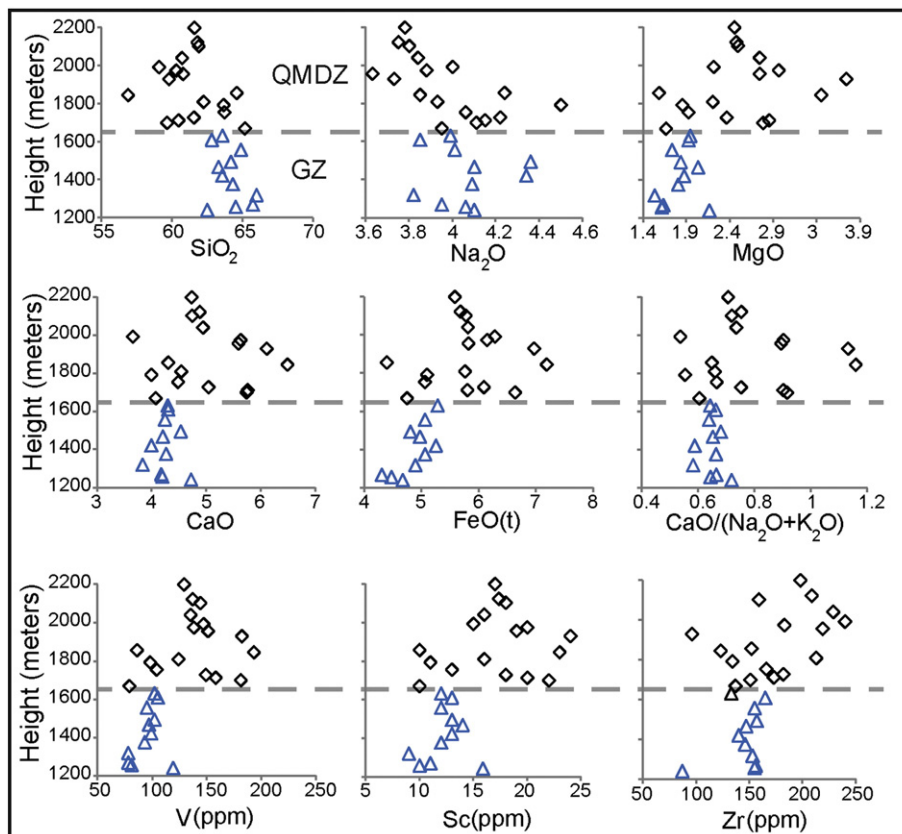 Height (meters)
2200
2000
1800
1600
1400
1200
QMDZ
GZ
55 60 65 70
SiO2
3.6 3.8 4 4.2 4.4 4.6
Na2O
1.4 1.9 2.4 2.9 3.4 3.9
MgO
Height (meters)
2200
2000
1800
1600
1400
1200
3 4 5 6 7
CaO
4 5 6 7 8
FeO(t)
0.4 0.6 0.8 1.0 1.2
CaO/(Na2O+K2O)
Height (meters)
2200
2000
1800
1600
1400
1200
50 100 150 200 250
V(ppm)
5 10 15 20 25
Sc(ppm)
50 100 150 200 250
Zr(ppm)